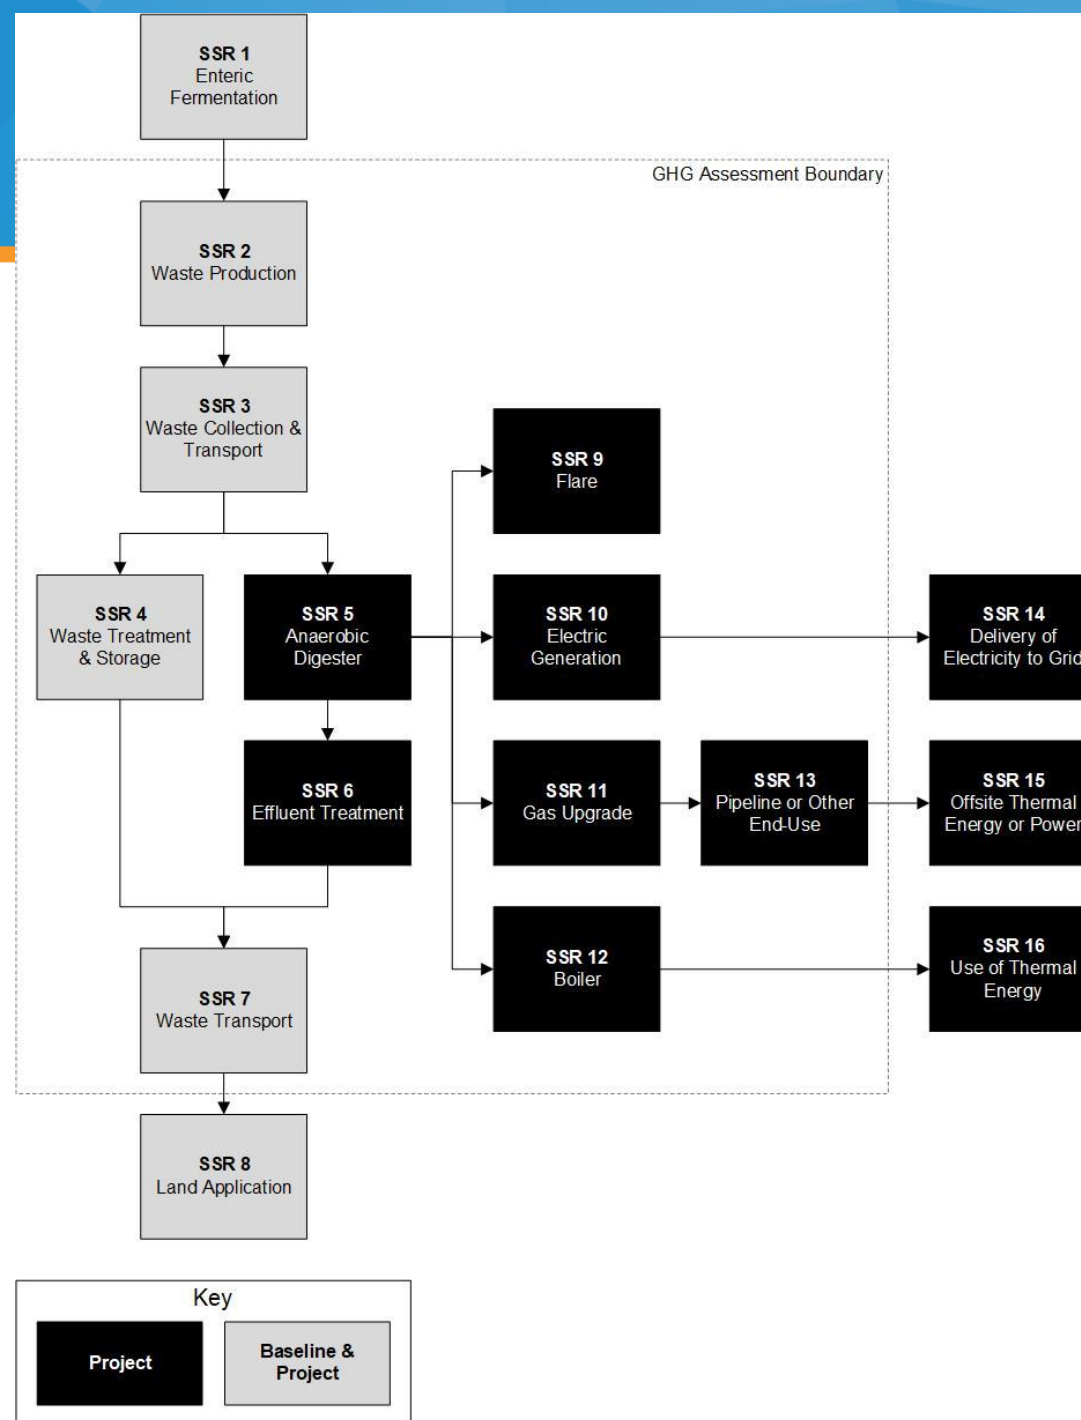 SSR 1
Enteric
Fermentation
GHG Assessment Boundary
SSR 2
Waste Production
SSR 3
Waste Collection &
Transport
SSR 9
Flare
SSR 4
Waste Treatment
& Storage
SSR 5
Anaerobic
Digester
SSR 10
Electric
Generation
SSR 14
Delivery of
Electricity to Grid
SSR 6
Effluent Treatment
SSR 11
Gas Upgrade
SSR 13
Pipeline or Other
End-Use
SSR 15
Offsite Thermal
Energy or Power
SSR 12
Boiler
SSR 16
Use of Thermal
Energy
SSR 7
Waste Transport
SSR 8
Land Application
Key
Project
Baseline &
Project